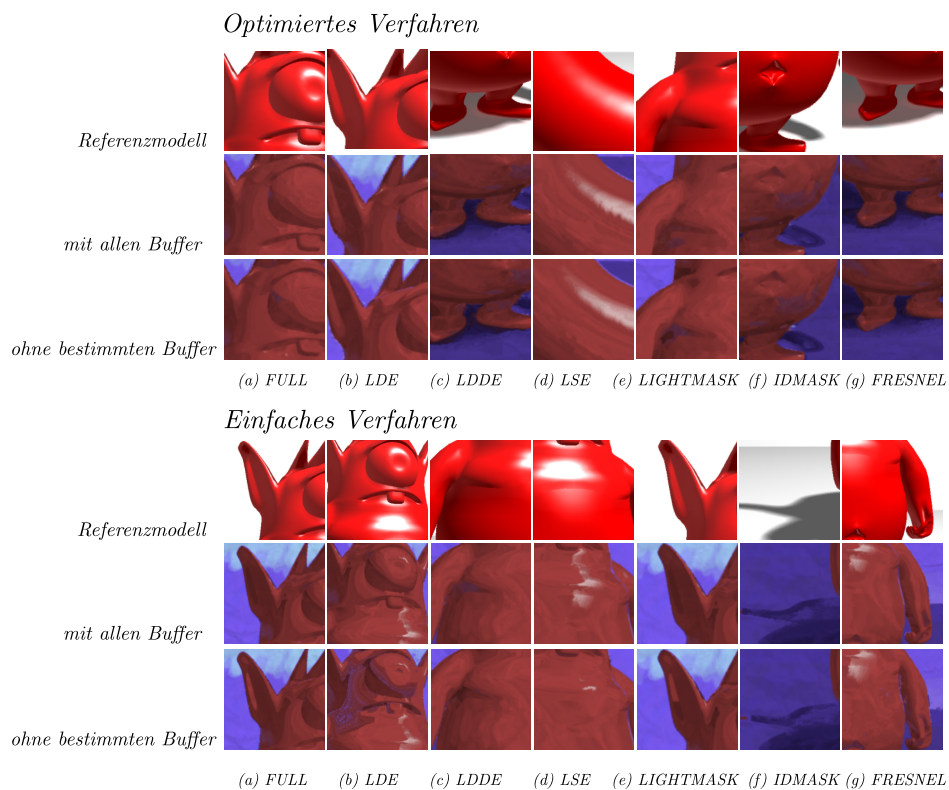 Optimiertes Verfahren
Referenzmodell
mit allen Buffer
ohne bestimmten Buffer
(a) FULL (b) LDE (c) LDDE (d) LSE (e) LIGHTMASK (f) IDMASK (g) FRESNEL
Einfaches Verfahren
Referenzmodell
mit allen Buffer
ohne bestimmten Buffer
(a) FULL (b) LDE (c) LDDE (d) LSE (e) LIGHTMASK (f) IDMASK (g) FRESNEL